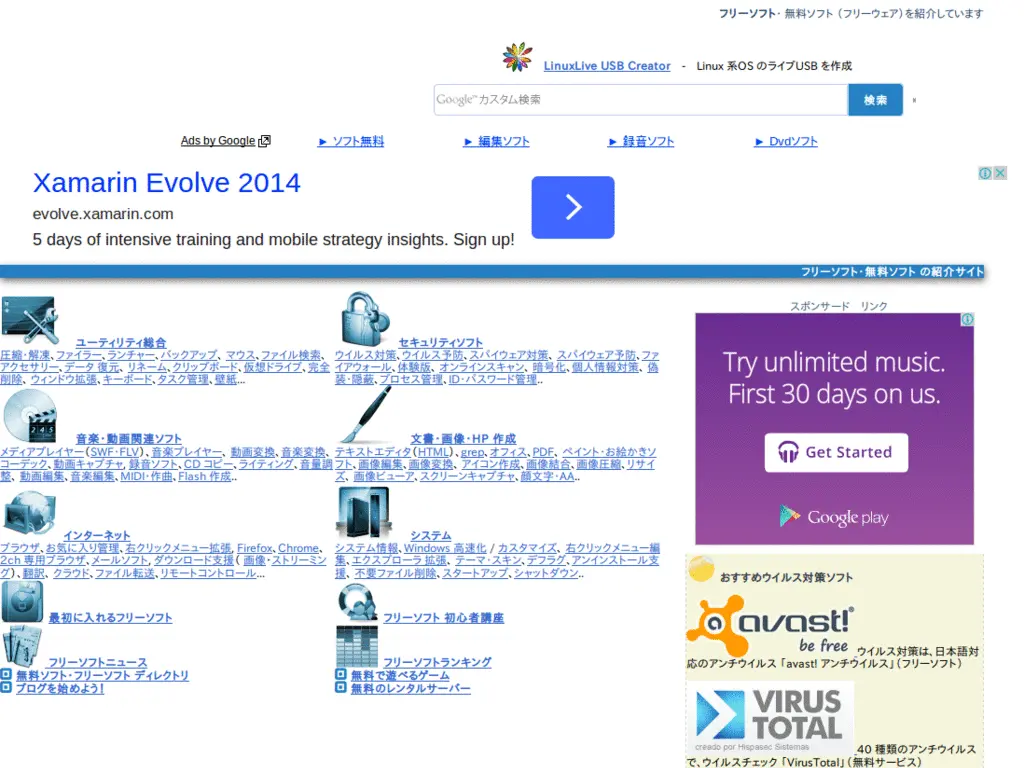 フリーソフト・無料ソフト（フリーウェア）を紹介しています
LinuxLive USB Creator - Linux 系OS のライブUSB を作成
Google™カスタム検索
検索
×
Ads by Google
► ソフト無料
► 編集ソフト
► 録音ソフト
► Dvdソフト
Xamarin Evolve 2014
evolve.xamarin.com
5 days of intensive training and mobile strategy insights. Sign up!
フリーソフト・無料ソフト の紹介サイト
ユーティリティ総合
圧縮・解凍、ファイラー、ランチャー、バックアップ、 マウス、ファイル検索、
アクセサリー、データ 復元、リネーム、クリップボード、仮想ドライブ、完全
削除、 ウィンドウ拡張、キーボード、タスク管理、壁紙...
セキュリティソフト
ウイルス対策、ウイルス予防、スパイウェア対策、 スパイウェア予防、ファ
イアウォール、体験版、 オンラインスキャン、 暗号化、個人情報対策、 偽
装・隠蔽、プロセス管理、ID・パスワード管理..
音楽・動画関連ソフト
メディアプレイヤー（SWF・FLV）、音楽プレイヤー、 動画変換、音楽変換、
コーデック、動画キャプチャ、録音ソフト、CD コピー、ライティング、音量調
整、 動画編集、音楽編集、MIDI・作曲、Flash 作成..
文書・画像・HP 作成
テキストエディタ（HTML）、grep、オフィス、PDF、 ペイント・お絵かきソ
フト、画像編集、画像変換、 アイコン作成、画像結合、画像圧縮、リサイ
ズ、 画像ビューア、スクリーンキャプチャ、顔文字・AA..
インターネット
ブラウザ、お気に入り管理、右クリックメニュー拡張, Firefox、Chrome、
2ch 専用ブラウザ、メールソフト, ダウンロード支援（ 画像・ストリーミン
グ）、翻訳、 クラウド、ファイル転送、リモートコントロール...
システム
システム情報、Windows 高速化 / カスタマイズ、 右クリックメニュー編
集、エクスプローラ 拡張、 テーマ・スキン、デフラグ、アンインストール支
援、 不要ファイル削除、スタートアップ、シャットダウン..
最初に入れるフリーソフト
フリーソフト 初心者講座
フリーソフトニュース
フリーソフトランキング
無料ソフト・フリーソフト ディレクトリ
無料で遊べるゲーム
ブログを始めよう！
無料のレンタルサーバー
スポンサード リンク
Try unlimited music.
First 30 days on us.
Get Started
Google play
おすすめウイルス対策ソフト
avast!
be free
ウイルス対策は、日本語対
応のアンチウイルス 「avast! アンチウイルス」（フリーソフト）
VIRUS
TOTAL
creado por Hispasec Sistemas
40 種類のアンチウイルス
で、ウイルスチェック 「VirusTotal」（無料サービス）